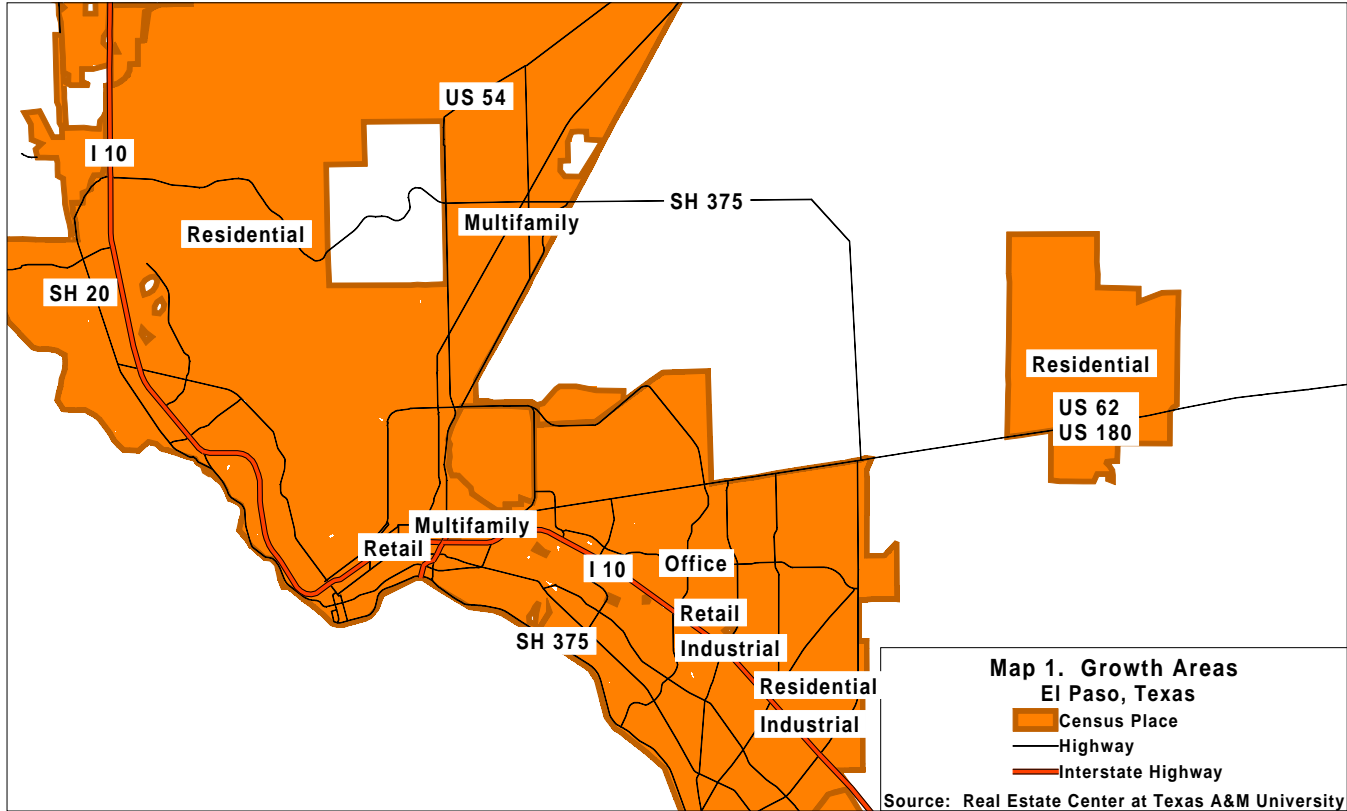 US 54
I 10
SH 375
Multifamily
Residential
SH 20
Residential
US 62
US 180
Multifamily
Retail
Office
I 10
Retail
SH 375
Industrial
Residential
Industrial
Map 1. Growth Areas
El Paso, Texas
Census Place
Highway
Interstate Highway
Source: Real Estate Center at Texas A&M University